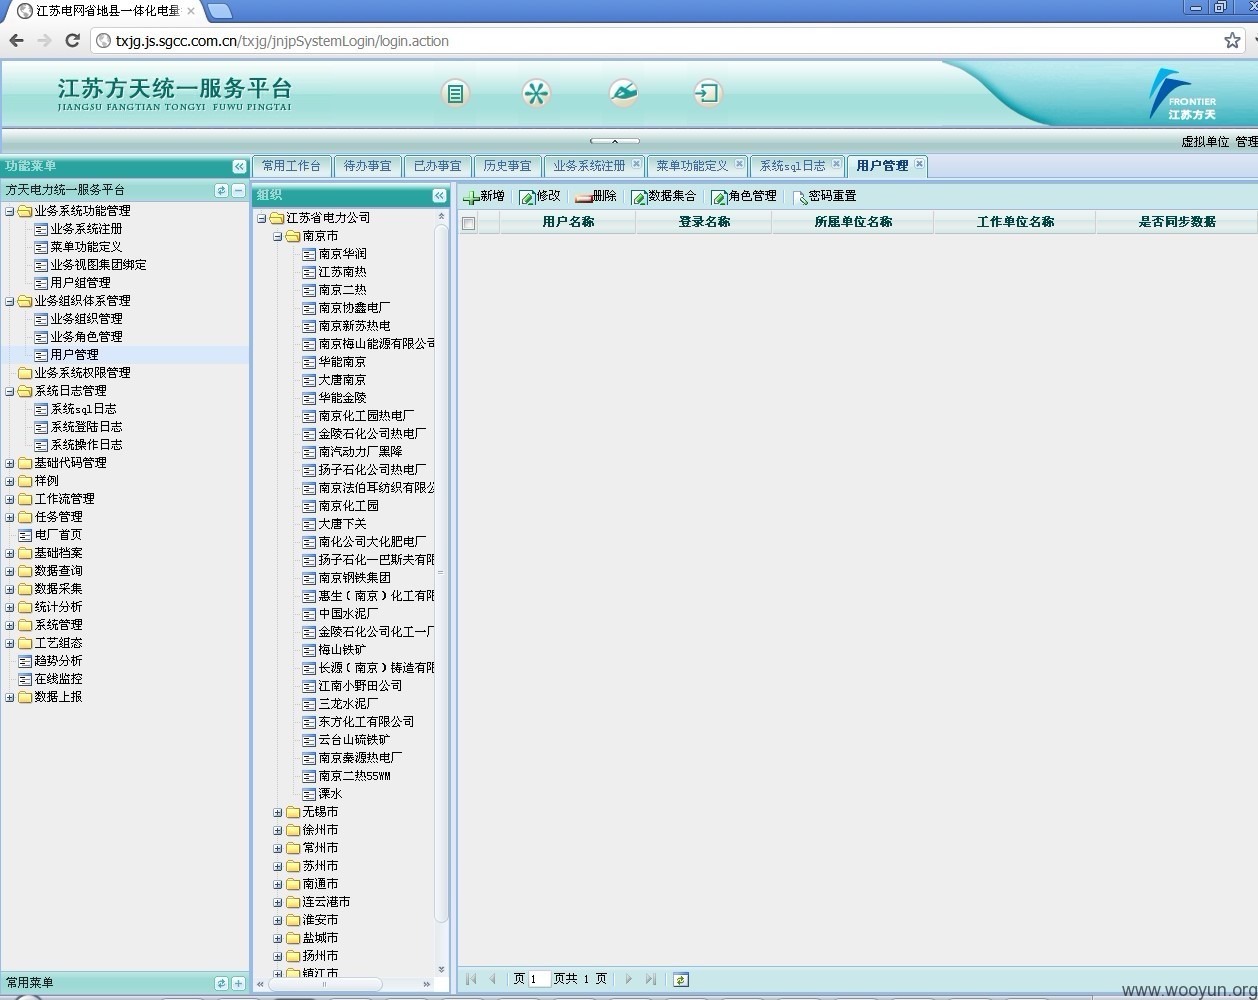 江苏电网省地县一体化电量
txjg.js.sgcc.com.cn/txjg/jnjpSystemLogin/login.action
江苏方天统一服务平台
JIANGSU FANGTIAN TONGYI FUWU PINGTAI
FRONTIER
江苏方天
虚拟单位 管理
功能菜单
常用工作台 待办事宜 已办事宜 历史事宜 业务系统注册 菜单功能定义 系统sql日志 用户管理
方天电力统一服务平台
业务系统功能管理
业务系统注册
菜单功能定义
业务视图集团绑定
用户组管理
业务组织体系管理
业务组织管理
业务角色管理
用户管理
业务系统权限管理
系统日志管理
系统sql日志
系统登陆日志
系统操作日志
基础代码管理
样例
工作流管理
任务管理
电厂首页
基础档案
数据查询
数据采集
统计分析
系统管理
工艺组态
趋势分析
在线监控
数据上报
常用菜单
组织
江苏省电力公司
南京市
南京华润
江苏南热
南京二热
南京协鑫电厂
南京新苏热电
南京梅山能源有限公司
华能南京
大唐南京
华能金陵
南京化工园热电厂
金陵石化公司热电厂
南汽动力厂黑降
扬子石化公司热电厂
南京法伯耳纺织有限公
南京化工园
大唐下关
南化公司大化肥电厂
扬子石化一巴斯夫有限
南京钢铁集团
惠生（南京）化工有限
中国水泥厂
金陵石化公司化工一厂
梅山铁矿
长源（南京）铸造有限
江南小野田公司
三龙水泥厂
东方化工有限公司
云台山硫铁矿
南京秦源热电厂
南京二热55WM
溧水
无锡市
徐州市
常州市
苏州市
南通市
连云港市
淮安市
盐城市
扬州市
镇江市
新增 修改 删除 数据集合 角色管理 密码重置
用户名称 登录名称 所属单位名称 工作单位名称 是否同步数据
页 1 页共 1 页
www.wooyun.org